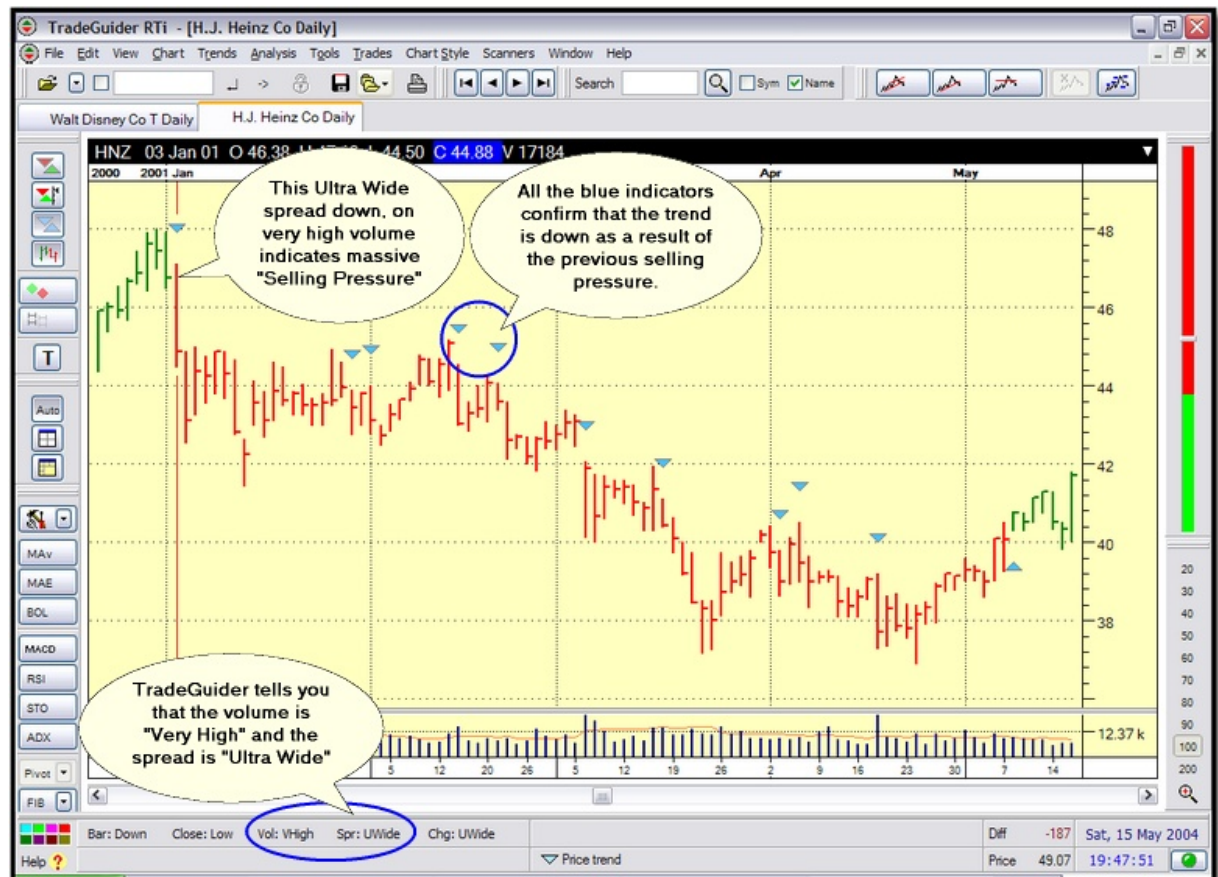 TradeGuider RTi - [H.J. Heinz Co Daily]
File Edit View Chart Trends Analysis Tools Trades Chart Style Scanners Window Help
Search Sym Name
Walt Disney Co T Daily H.J. Heinz Co Daily
HNZ 03 Jan 01 O 46.38 44.50 C 44.88 V 17184
2000 2001 Jan Apr May
This Ultra Wide
spread down, on
very high volume
indicates massive
"Selling Pressure"
All the blue indicators
confirm that the trend
is down as a result of
the previous selling
pressure.
48
46
44
42
40
38
T
Auto
MAv
MAE
BOL
MACD
RSI
STO
ADX
Pivot
FIB
TradeGuider tells you
that the volume is
"Very High" and the
spread is "Ultra Wide"
12.37 k
5 12 20 26 5 12 19 26 2 9 16 23 30 7 14
20
30
40
50
60
70
80
90
100
200
Bar: Down Close: Low Vol: VHigh Spr: UWide Chg: UWide Diff -187 Sat, 15 May 2004
Help ? Price trend Price 49.07 19:47:51